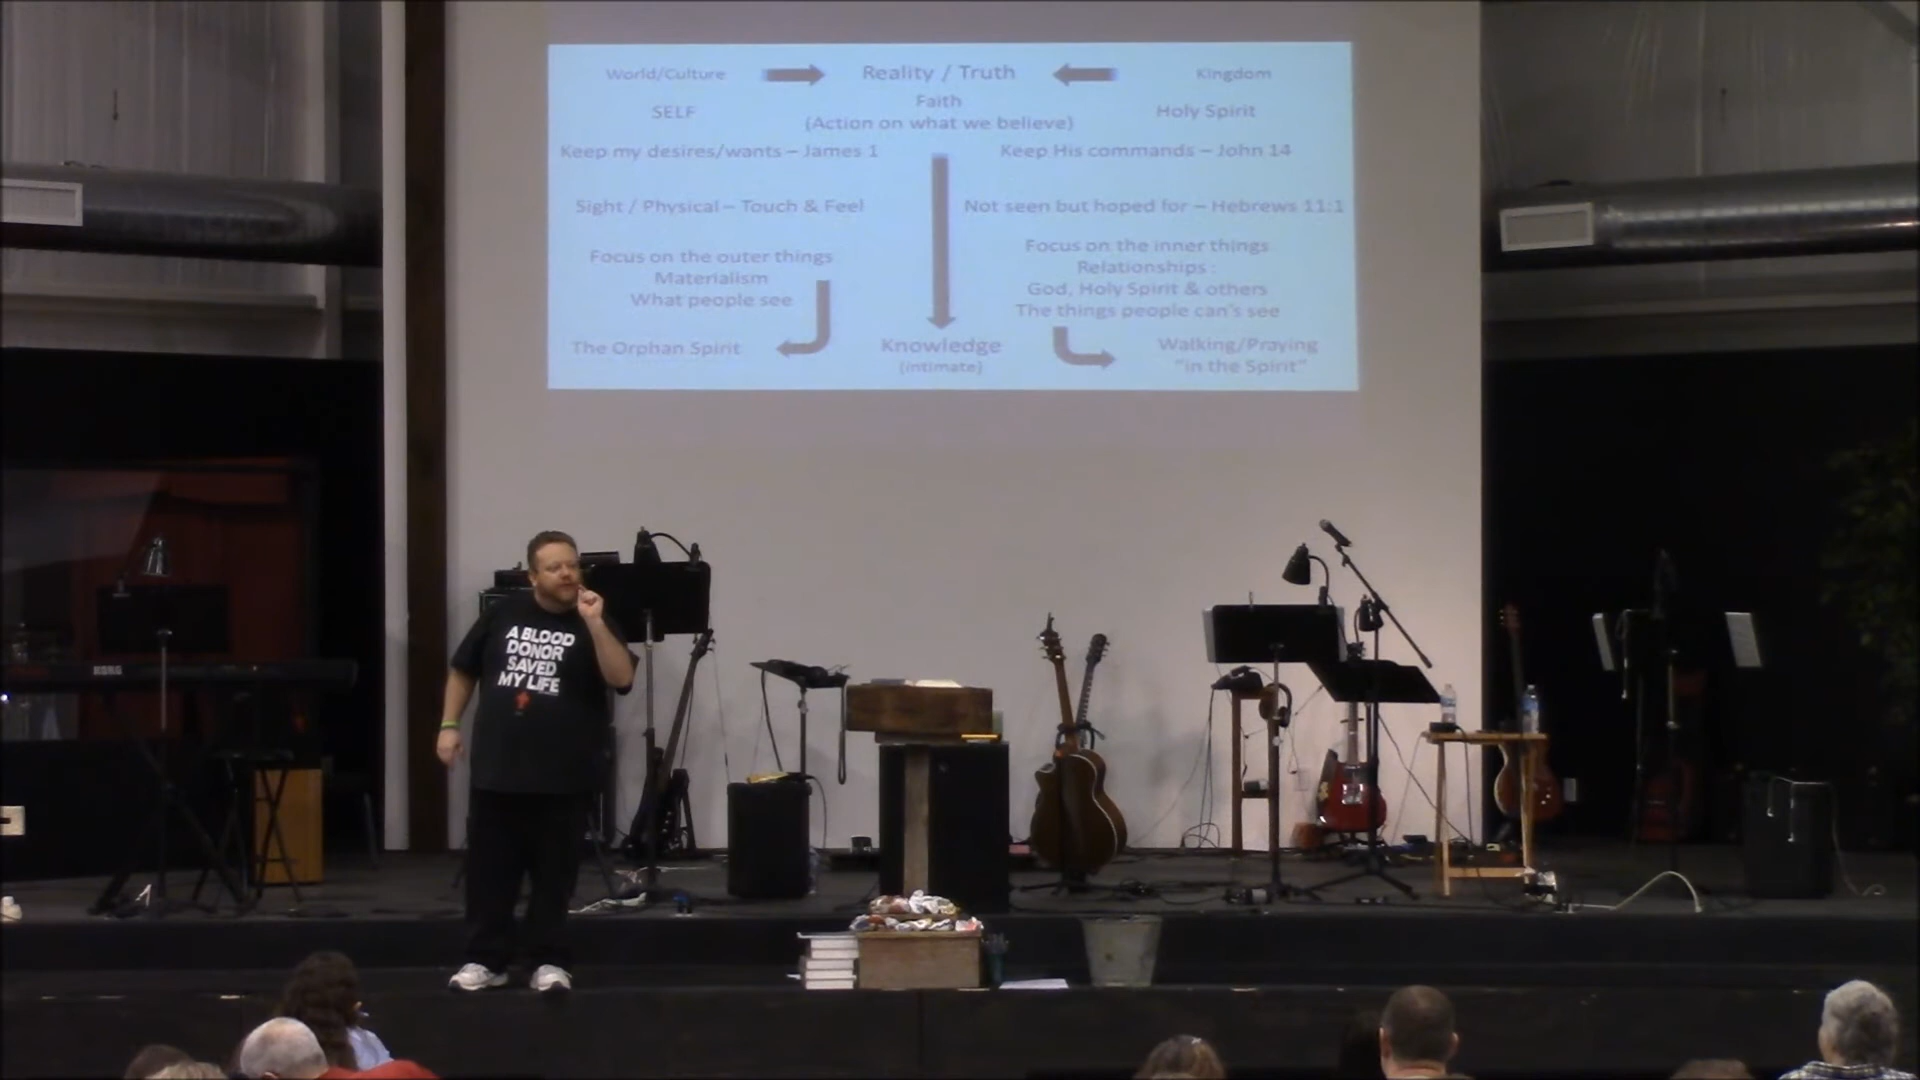 World/Culture
Reality / Truth
Kingdom
SELF
Faith
(Action on what we believe)
Holy Spirit
Keep my desires/wants – James 1
Keep His commands – John 14
Sight / Physical – Touch & Feel
Not seen but hoped for – Hebrews 11:1
Focus on the outer things
Materialism
What people see
Focus on the inner things
Relationships :
God, Holy Spirit & others
The things people can's see
The Orphan Spirit
Knowledge
(intimate)
Walking/Praying
"in the Spirit"
A BLOOD
DONOR
SAVED
MY LIFE
KORG